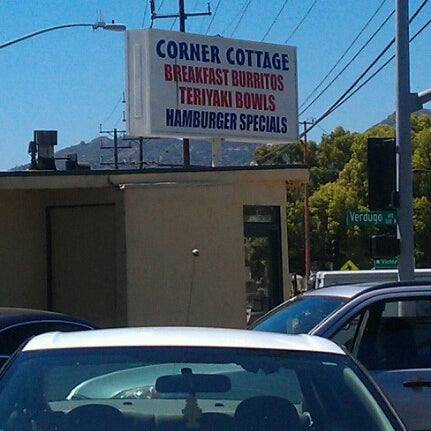 CORNER COTTAGE
BREAKFAST BURRITOS
TERIYAKI BOWLS
HAMBURGER SPECIALS
Verdugo